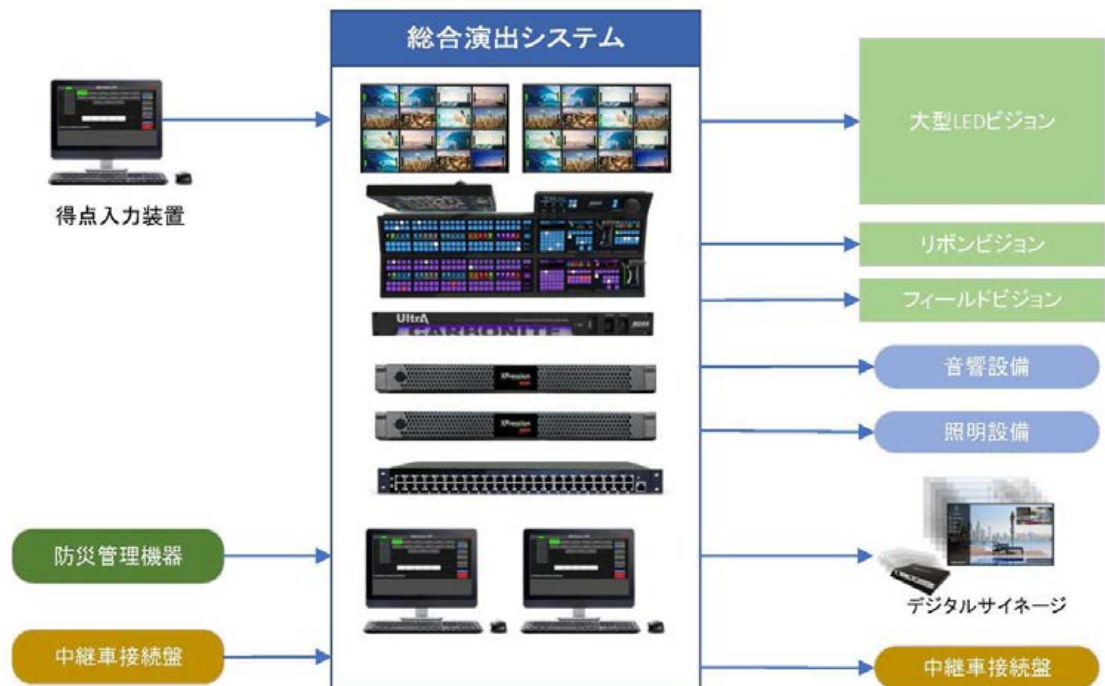 総合演出システム
得点入力装置
大型LEDビジョン
リボンビジョン
フィールドビジョン
UltrA
CARBONITE
ROSS
XPression
音響設備
XPression
照明設備
防災管理機器
デジタルサイネージ
中継車接続盤
中継車接続盤